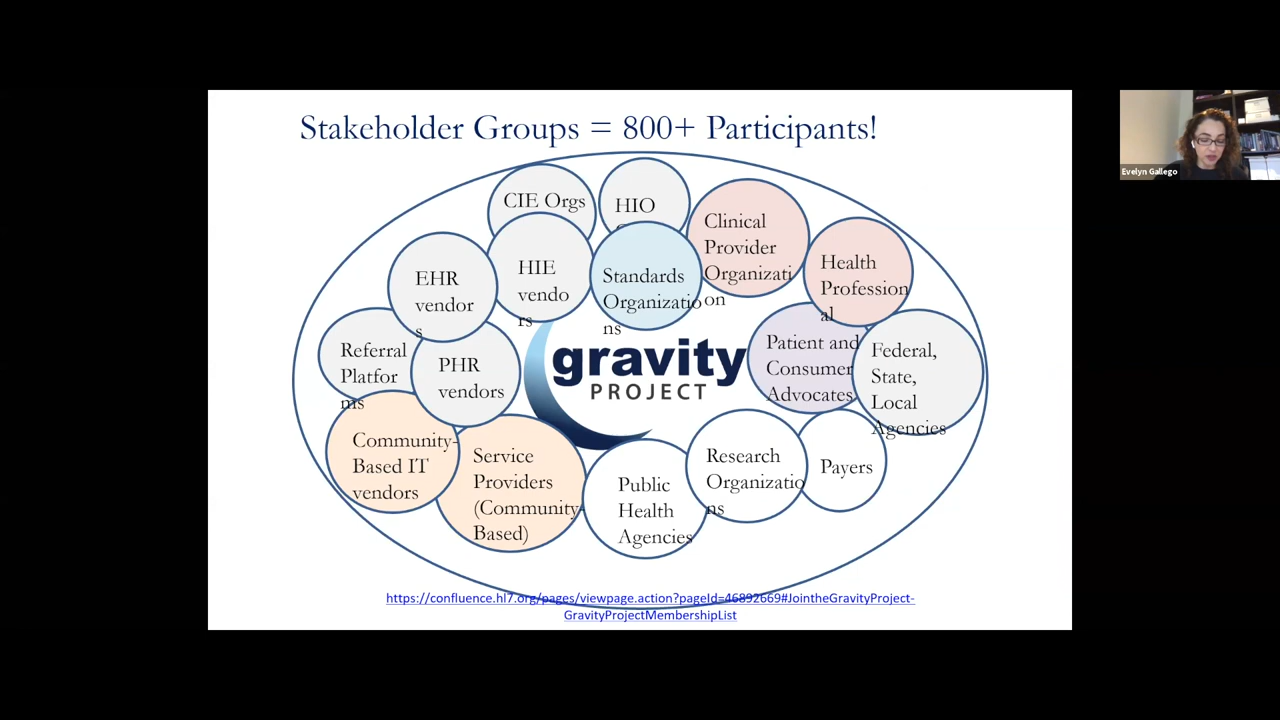 Stakeholder Groups = 800+ Participants!
CIE Orgs
HIO
Clinical
Provider
Organizati
on
Health
Profession
al
EHR
vendor
s
HIE
vendo
rs
Standards
Organizatio
ns
Referral
Platfor
ms
PHR
vendors
gravity
PROJECT
Patient and
Consumer
Advocates
Federal,
State,
Local
Agencies
Community-
Based IT
vendors
Service
Providers
(Community-
Based)
Public
Health
Agencies
Research
Organizatio
ns
Payers
https://confluence.hl7.org/pages/viewpage.action?pageId=46892669#JointheGravityProject-
GravityProjectMembershipList
Evelyn Gallego